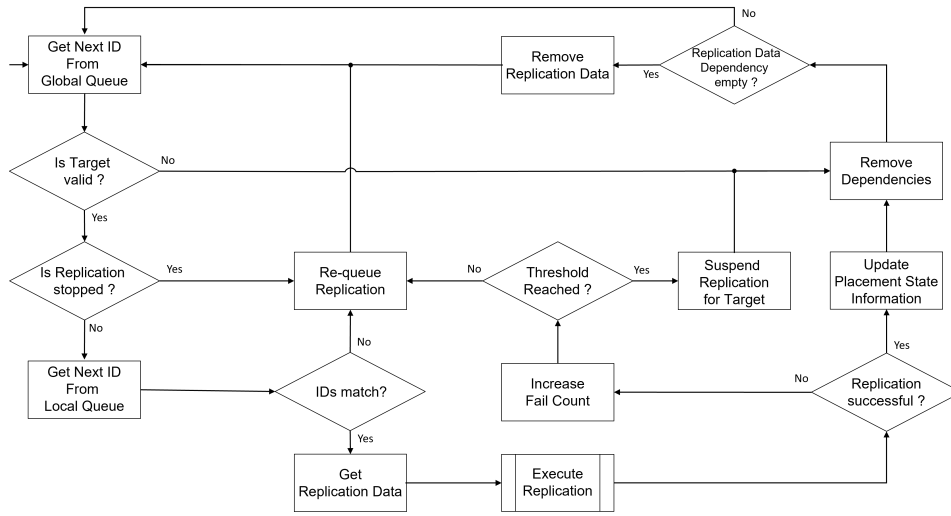 No
Get Next ID
From
Global Queue
Remove
Replication Data
Yes
Replication Data
Dependency
empty ?
Is Target
valid ?
No
Remove
Dependencies
Yes
Is Replication
stopped ?
Yes
Re-queue
Replication
No
Threshold
Reached ?
Yes
Suspend
Replication
for Target
Update
Placement State
Information
No
No
Yes
Get Next ID
From
Local Queue
IDs match?
Increase
Fail Count
No
Replication
successful ?
Yes
Get
Replication Data
Execute
Replication